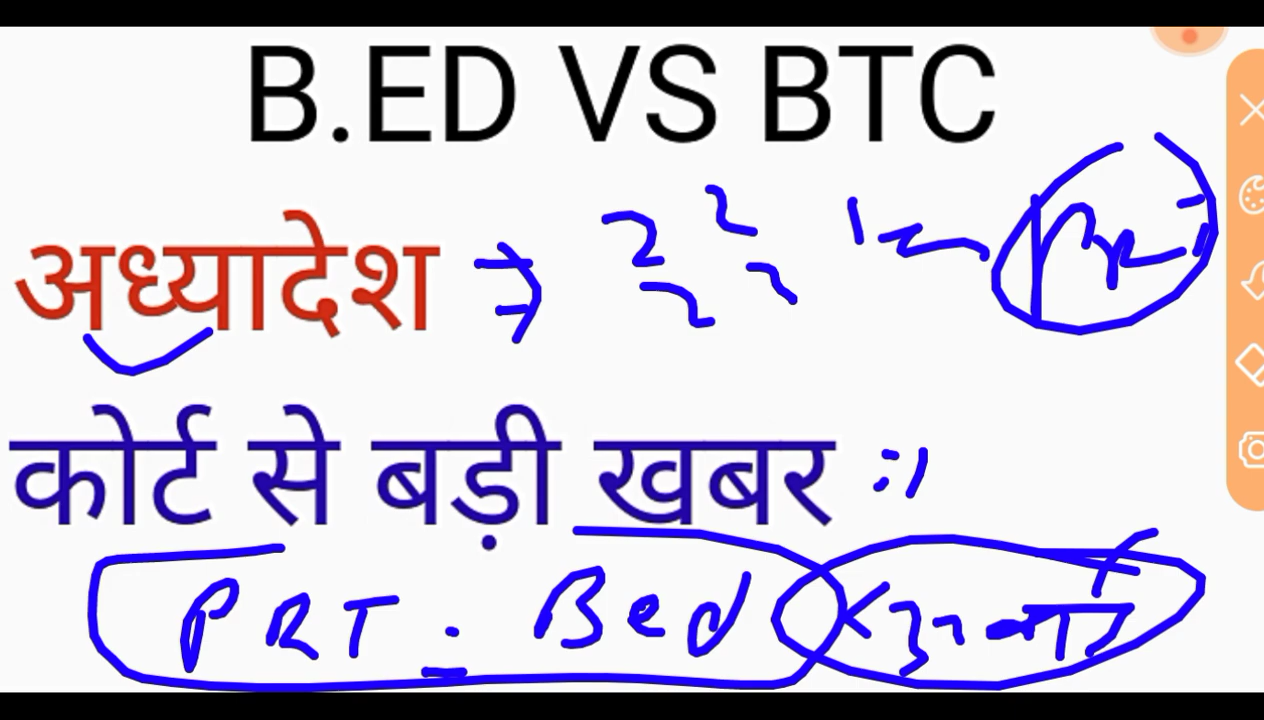 B.ED VS BTC
अध्यादेश
कोर्ट से बड़ी खबर :
PRT - Bed